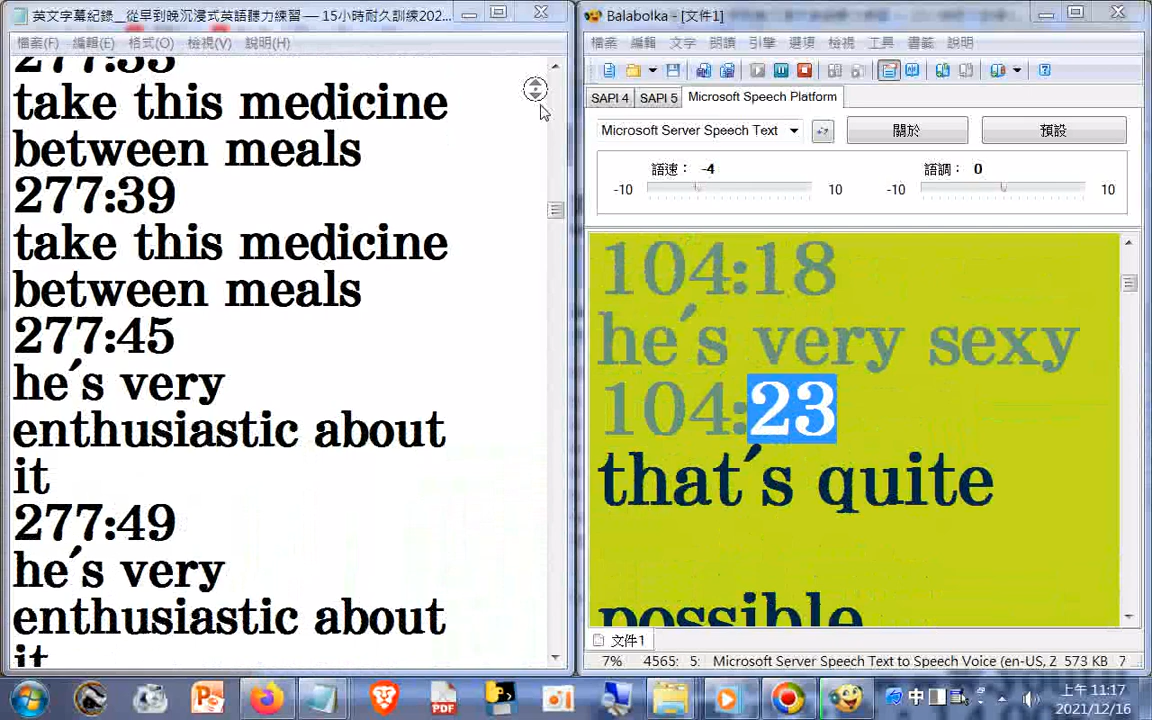 英文字幕紀錄__從早到晚沉浸式英語聽力練習 — 15小時耐久訓練202...
檔案(F) 編輯(E) 格式(O) 檢視(V) 說明(H)
277:35
take this medicine
between meals
277:39
take this medicine
between meals
277:45
he´s very
enthusiastic about
it
277:49
he´s very
enthusiastic about
it
Balabolka - [文件1]
檔案 編輯 文字 朗讀 引擎 選項 檢視 工具 書籤 說明
SAPI 4 SAPI 5 Microsoft Speech Platform
Microsoft Server Speech Text 關於 預設
語速： -4 語調： 0
-10 10 -10 10
104:18
he´s very sexy
104:23
that´s quite
possible
文件1
7% 4565: 5: Microsoft Server Speech Text to Speech Voice (en-US, 2 573 KB 7
PDF
中
上午 11:17
2021/12/16